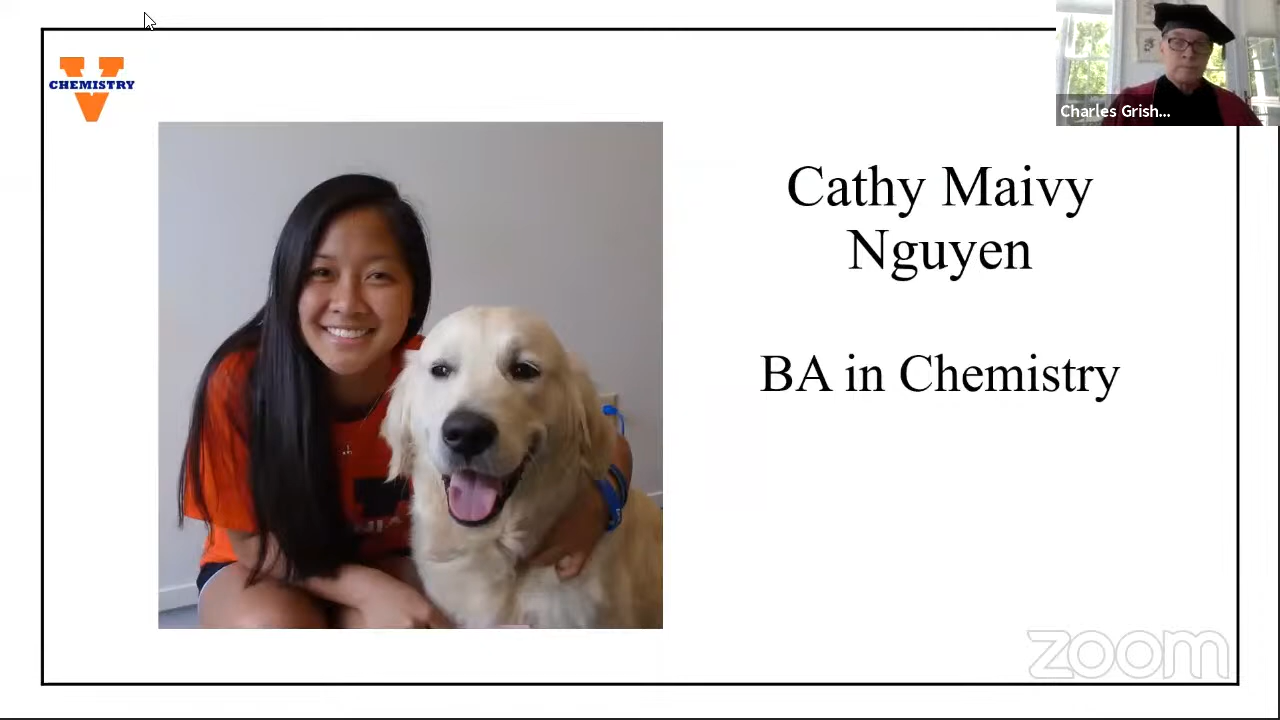 CHEMISTRY
Charles Grish...
Cathy Maivy
Nguyen
BA in Chemistry
zoom